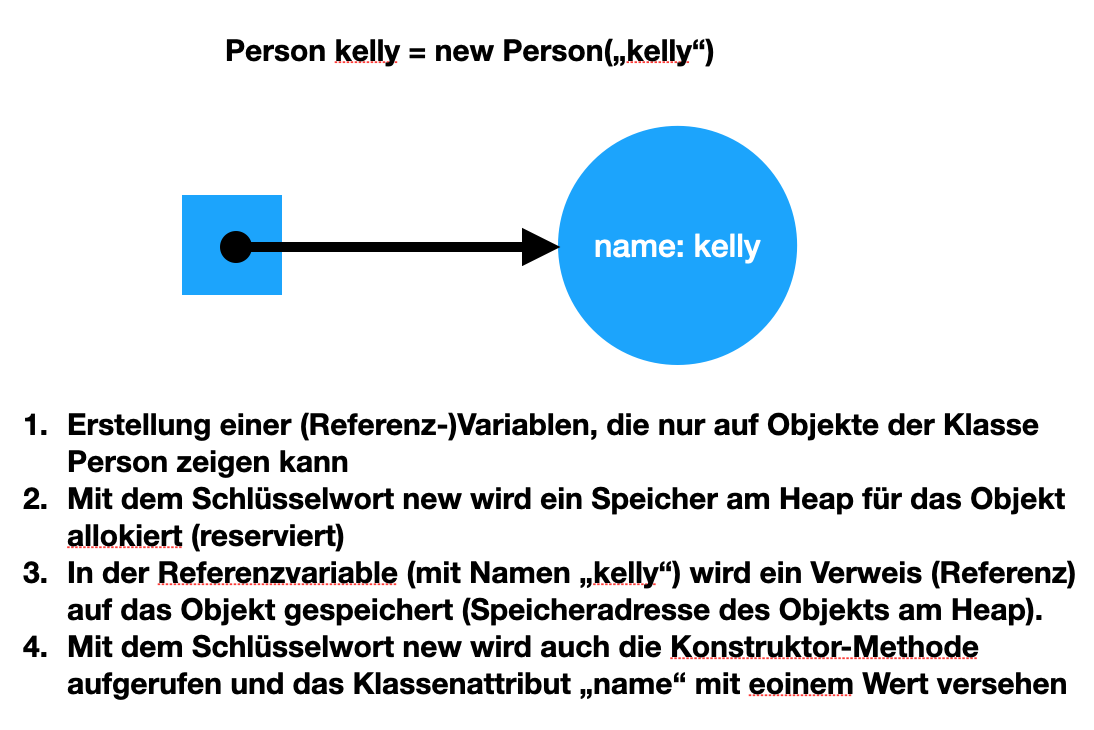 Person kelly = new Person(„kelly“)
name: kelly
1. Erstellung einer (Referenz-)Variablen, die nur auf Objekte der Klasse
Person zeigen kann
2. Mit dem Schlüsselwort new wird ein Speicher am Heap für das Objekt
allokiert (reserviert)
3. In der Referenzvariable (mit Namen „kelly“) wird ein Verweis (Referenz)
auf das Objekt gespeichert (Speicheradresse des Objekts am Heap).
4. Mit dem Schlüsselwort new wird auch die Konstruktor-Methode
aufgerufen und das Klassenattribut „name“ mit eoinem Wert versehen